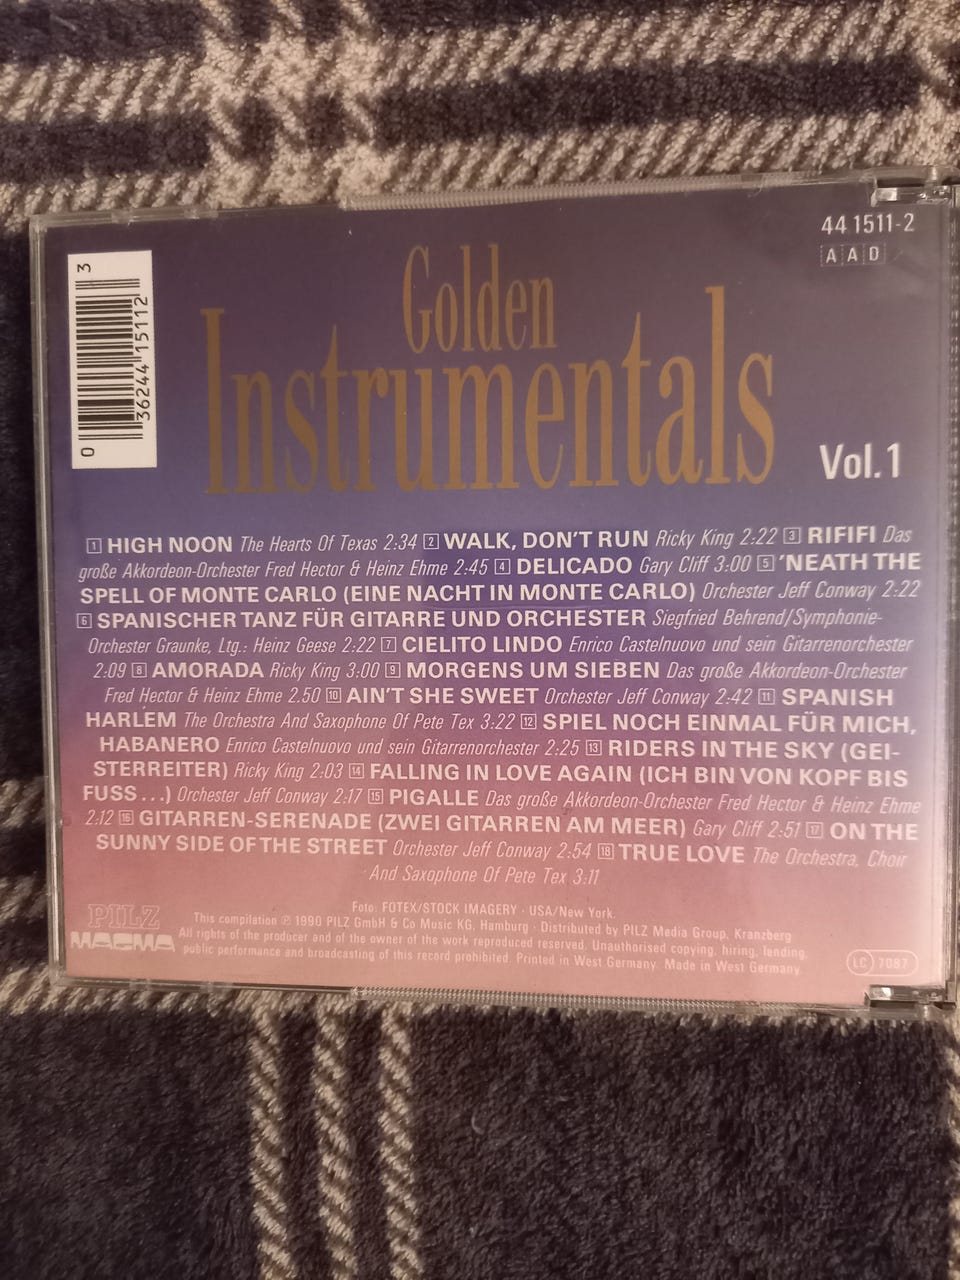 44 1511-2
A A D
0 36244 15112 3
Golden
Instrumentals
Vol.1
1 HIGH NOON The Hearts Of Texas 2:34 2 WALK, DON'T RUN Ricky King 2:22 3 RIFIFI Das
große Akkordeon-Orchester Fred Hector & Heinz Ehme 2:45 4 DELICADO Gary Cliff 3:00 5 'NEATH THE
SPELL OF MONTE CARLO (EINE NACHT IN MONTE CARLO) Orchester Jeff Conway 2:22
6 SPANISCHER TANZ FÜR GITARRE UND ORCHESTER Siegfried Behrend/Symphonie-
Orchester Graunke, Ltg.: Heinz Geese 2:22 7 CIELITO LINDO Enrico Castelnuovo und sein Gitarrenorchester
2:09 8 AMORADA Ricky King 3:00 9 MORGENS UM SIEBEN Das große Akkordeon-Orchester
Fred Hector & Heinz Ehme 2.50 10 AIN'T SHE SWEET Orchester Jeff Conway 2:42 11 SPANISH
HARLEM The Orchestra And Saxophone Of Pete Tex 3:22 12 SPIEL NOCH EINMAL FÜR MICH,
HABANERO Enrico Castelnuovo und sein Gitarrenorchester 2:25 13 RIDERS IN THE SKY (GEI-
STERREITER) Ricky King 2:03 14 FALLING IN LOVE AGAIN (ICH BIN VON KOPF BIS
FUSS...) Orchester Jeff Conway 2:17 15 PIGALLE Das große Akkordeon-Orchester Fred Hector & Heinz Ehme
2:12 16 GITARREN-SERENADE (ZWEI GITARREN AM MEER) Gary Cliff 2:51 17 ON THE
SUNNY SIDE OF THE STREET Orchester Jeff Conway 2:54 18 TRUE LOVE The Orchestra, Choir
And Saxophone Of Pete Tex 3:11
PILZ
MAGMA
Foto: FOTEX/STOCK IMAGERY · USA/New York.
This compilation ℗ 1990 PILZ GmbH & Co Music KG, Hamburg · Distributed by PILZ Media Group, Kranzberg
All rights of the producer and of the owner of the work reproduced reserved. Unauthorised copying, hiring, lending,
public performance and broadcasting of this record prohibited. Printed in West Germany. Made in West Germany
LC 7087